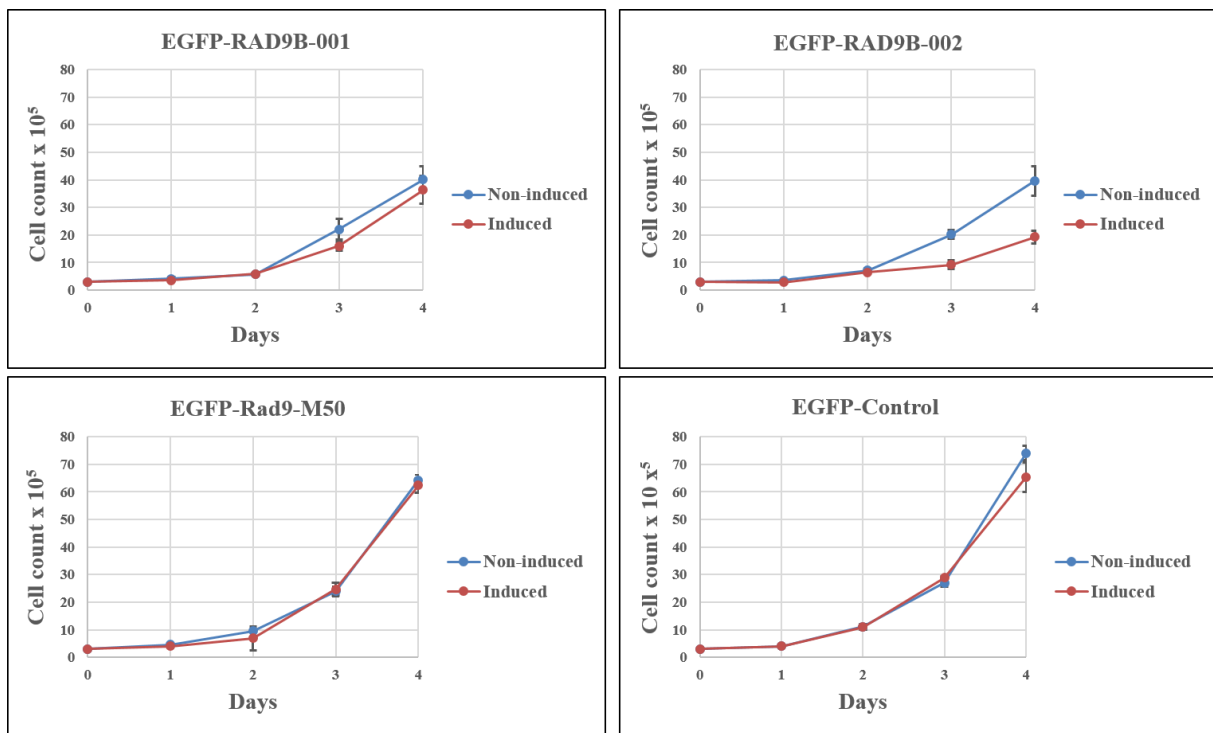 EGFP-RAD9B-001
Cell count x 10⁵
80
70
60
50
40
30
20
10
0
0 1 2 3 4
Days
Non-induced
Induced
EGFP-RAD9B-002
Cell count x 10⁵
80
70
60
50
40
30
20
10
0
0 1 2 3 4
Days
Non-induced
Induced
EGFP-Rad9-M50
Cell count x 10⁵
80
70
60
50
40
30
20
10
0
0 1 2 3 4
Days
Non-induced
Induced
EGFP-Control
Cell count x 10 x⁵
80
70
60
50
40
30
20
10
0
0 1 2 3 4
Days
Non-induced
Induced